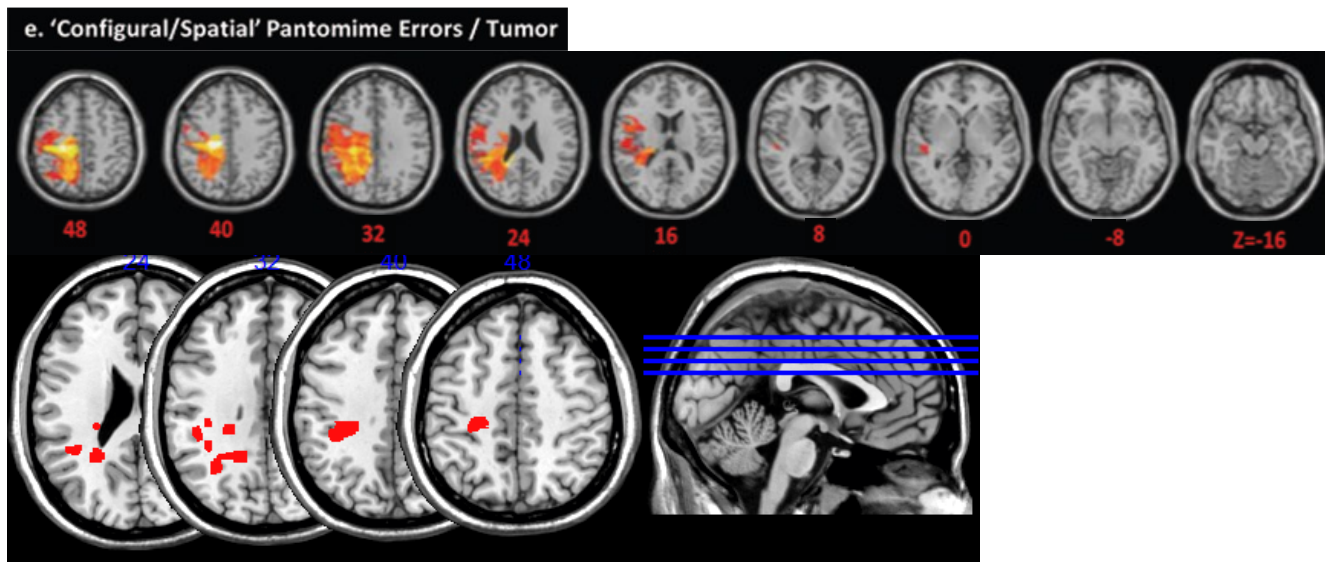 e. 'Configural/Spatial' Pantomime Errors / Tumor
48 40 32 24 16 8 0 -8 Z=-16
24 32 40 48